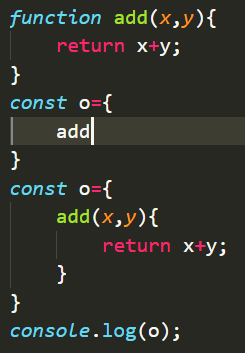 function add(x,y){
    return x+y;
}
const o={
    add
}
const o={
    add(x,y){
        return x+y;
    }
}
console.log(o);